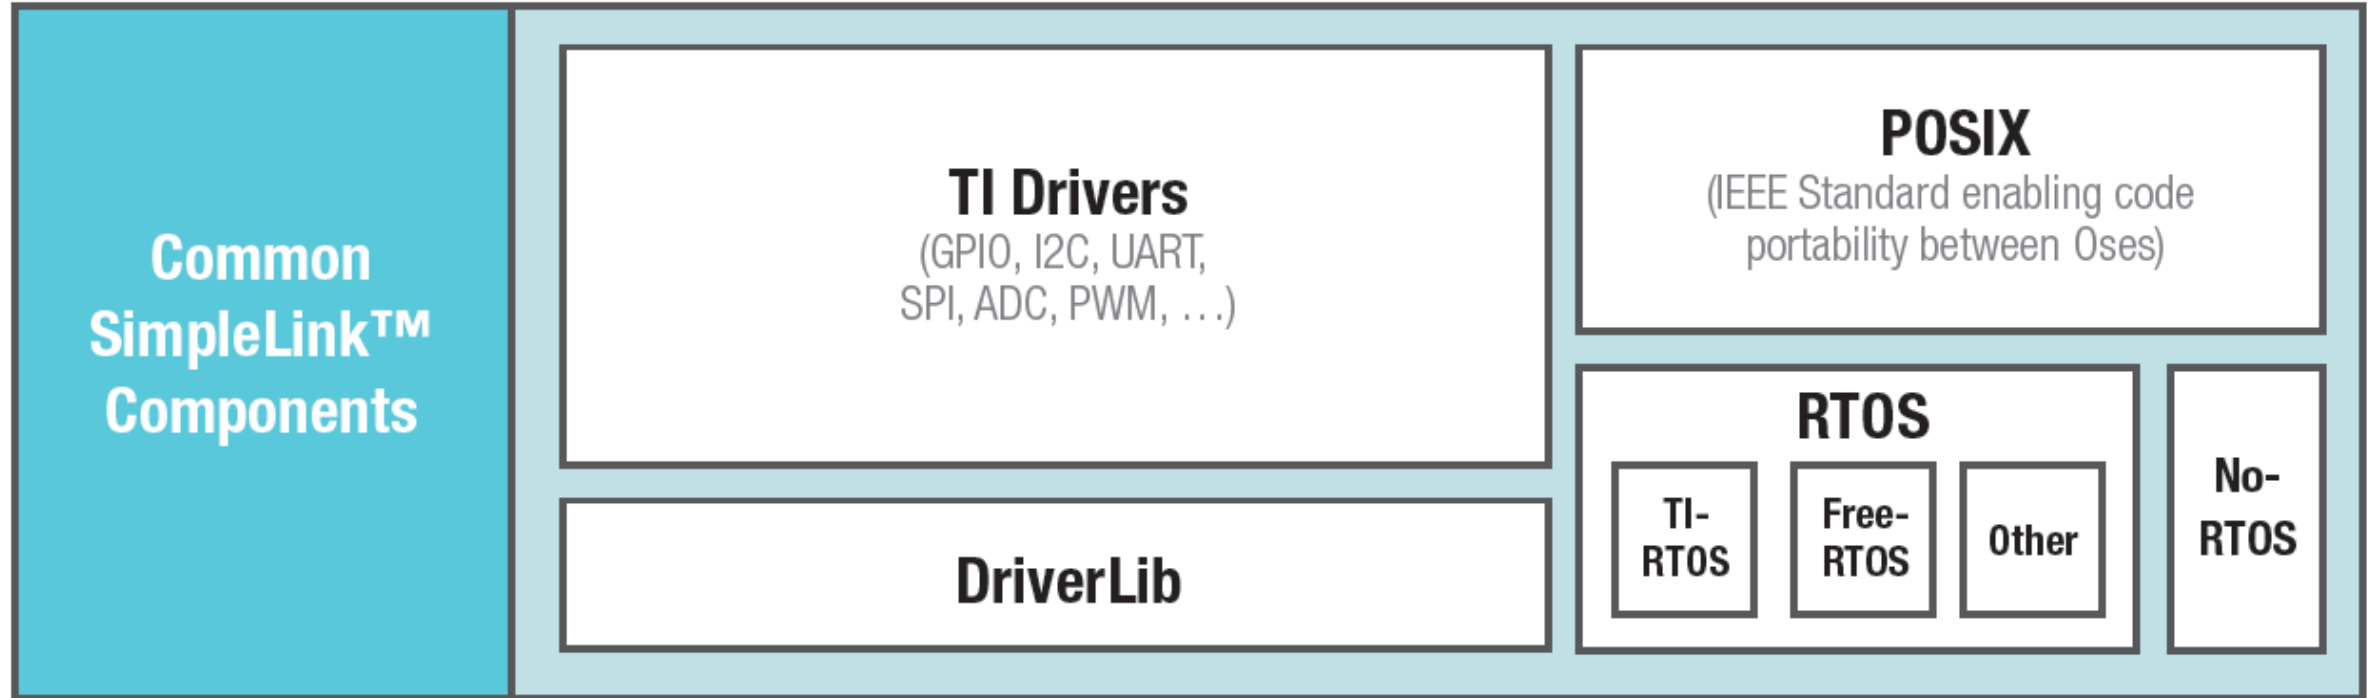 Common
SimpleLink™
Components
TI Drivers
(GPIO, I2C, UART,
SPI, ADC, PWM, ...)
DriverLib
POSIX
(IEEE Standard enabling code
portability between Oses)
RTOS
TI-
RTOS
Free-
RTOS
Other
No-
RTOS